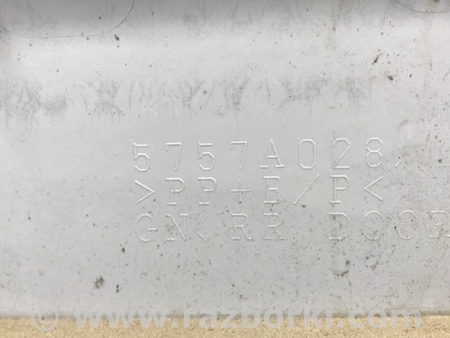 5757A028
>PP+E/P<
GN, RR DOOR
© www.razborki.com